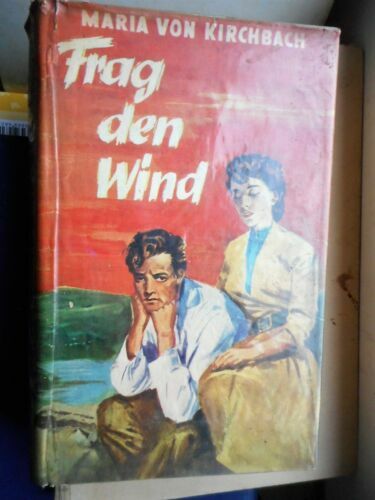 MARIA VON KIRCHBACH
Frag
den
Wind